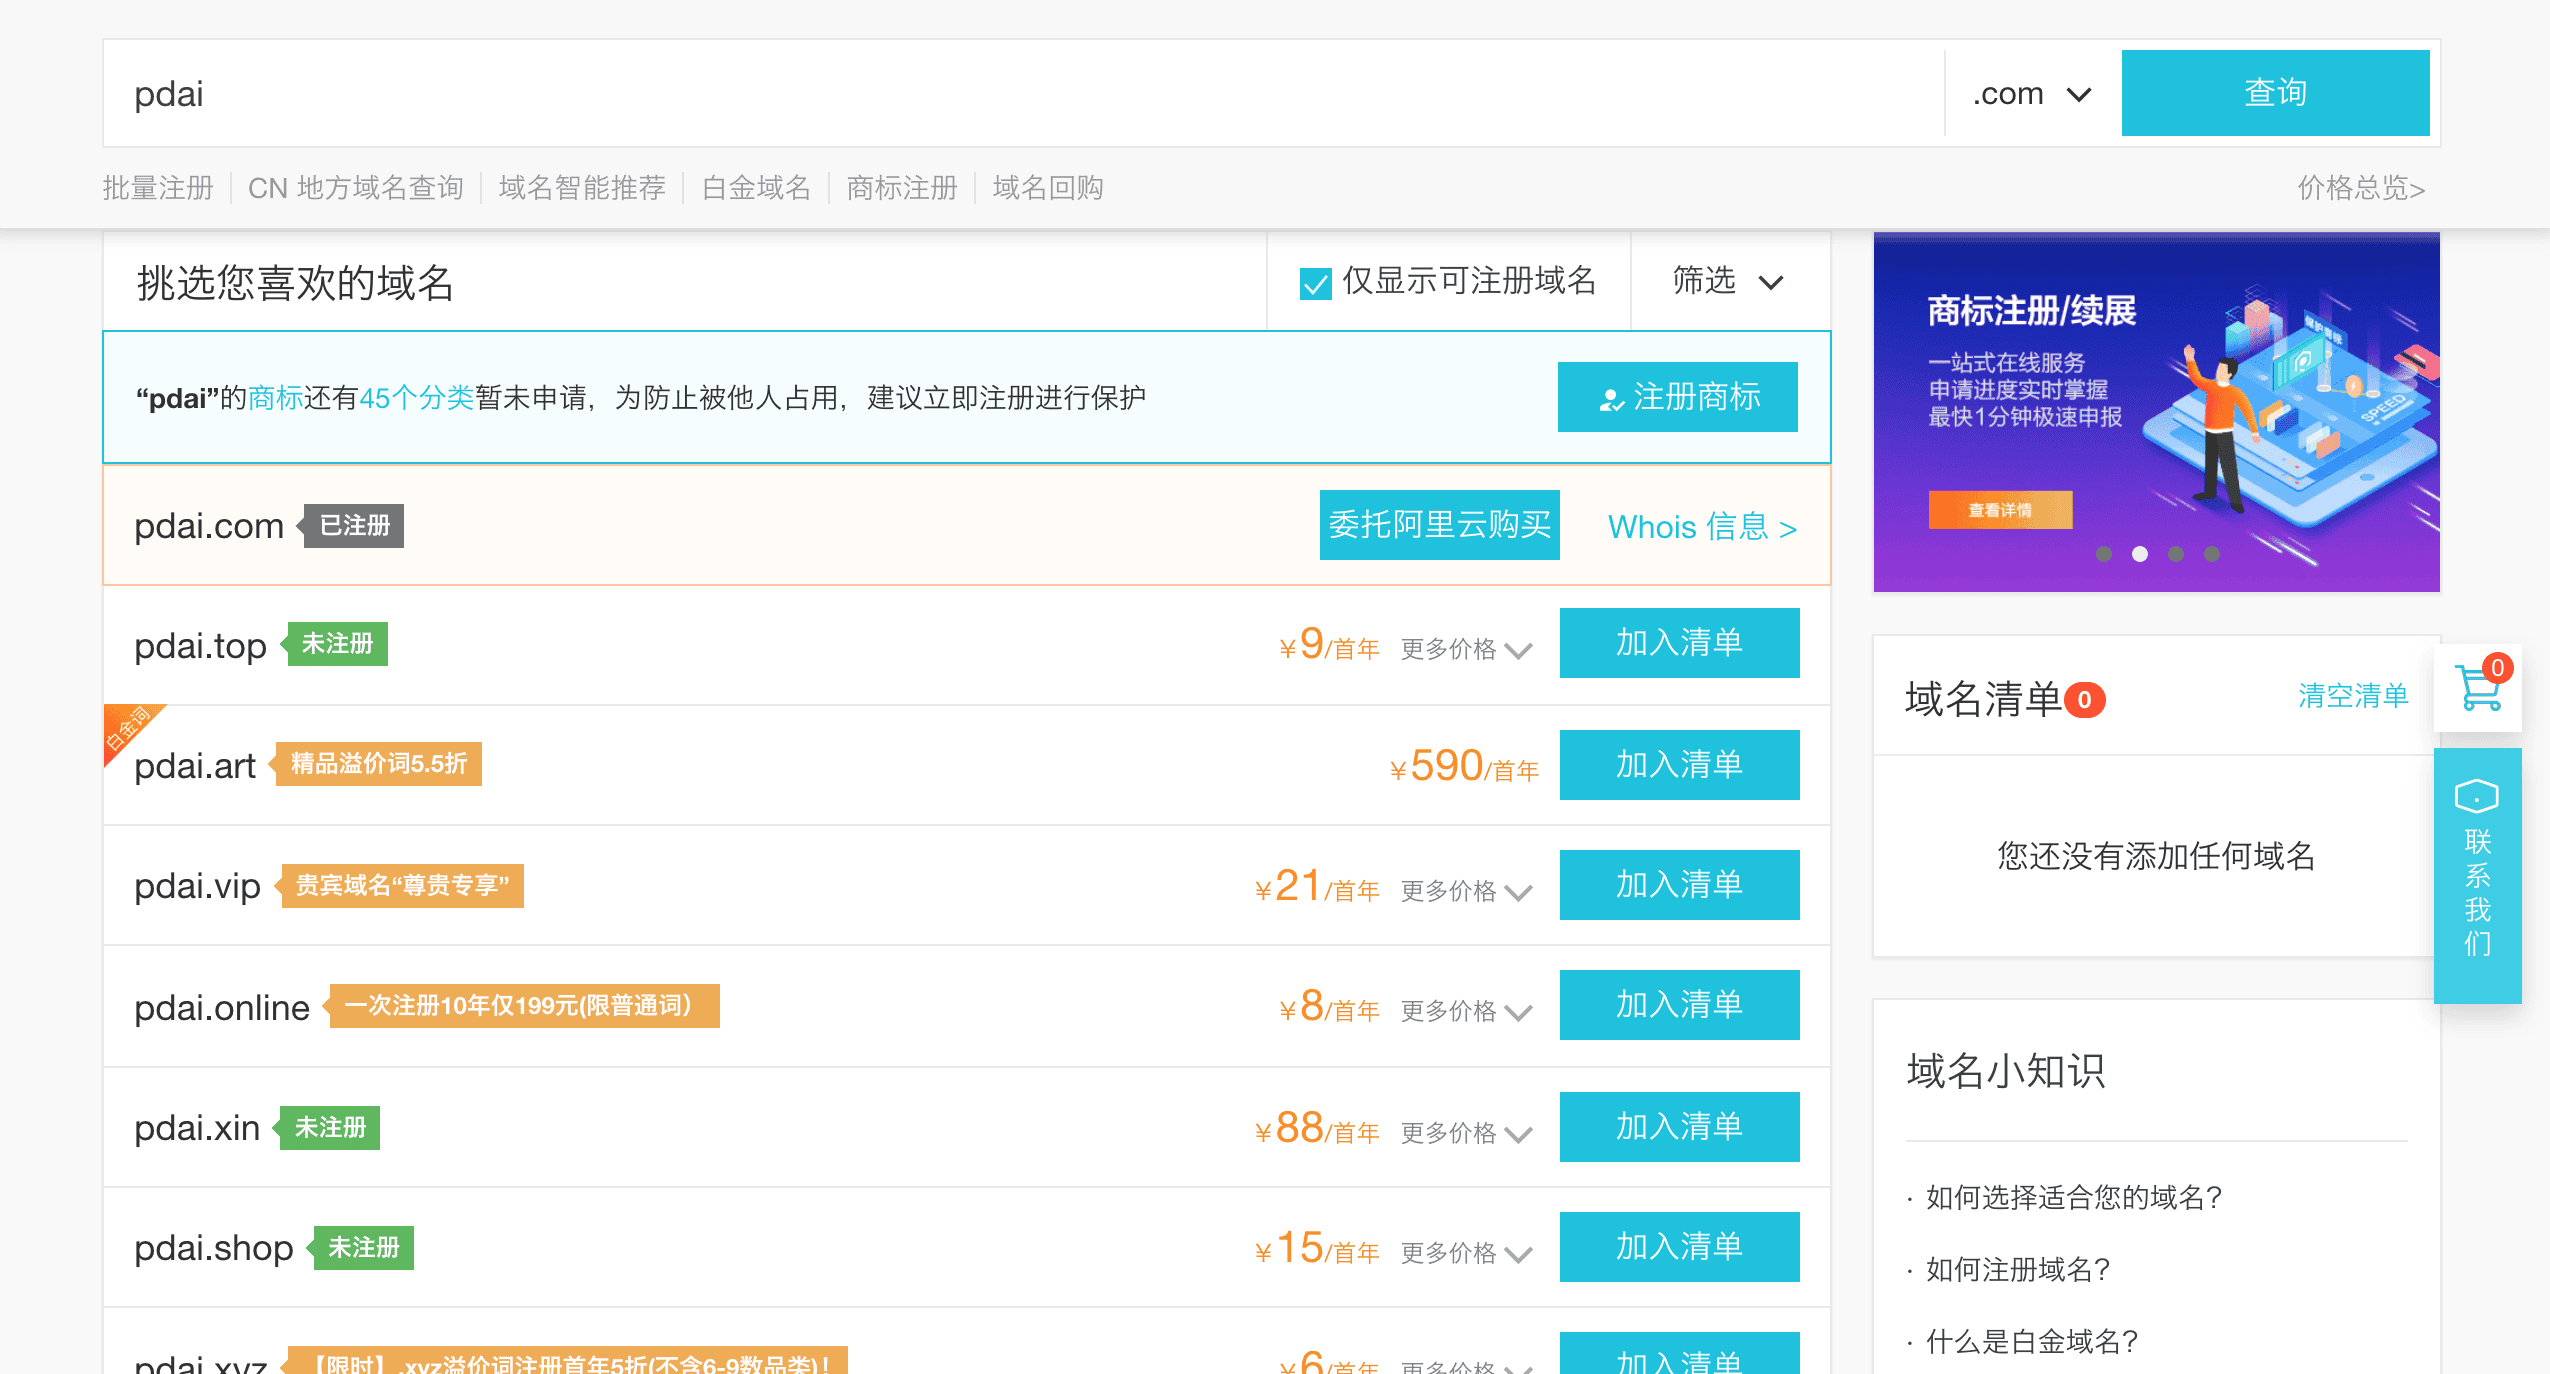 pdai
.com
查询
批量注册
CN 地方域名查询
域名智能推荐
白金域名
商标注册
域名回购
价格总览>
挑选您喜欢的域名
仅显示可注册域名
筛选
“pdai”的商标还有45个分类暂未申请，为防止被他人占用，建议立即注册进行保护
注册商标
pdai.com
已注册
委托阿里云购买
Whois 信息 >
pdai.top
未注册
¥9/首年
更多价格
加入清单
白金词
pdai.art
精品溢价词5.5折
¥590/首年
加入清单
pdai.vip
贵宾域名“尊贵专享”
¥21/首年
更多价格
加入清单
pdai.online
一次注册10年仅199元(限普通词）
¥8/首年
更多价格
加入清单
pdai.xin
未注册
¥88/首年
更多价格
加入清单
pdai.shop
未注册
¥15/首年
更多价格
加入清单
pdai.xyz
【限时】.xyz溢价词注册首年5折(不含6-9数品类)！
¥6/首年
更多价格
加入清单
商标注册/续展
一站式在线服务
申请进度实时掌握
最快1分钟极速申报
查看详情
SPEED
域名清单0
清空清单
您还没有添加任何域名
0
联系我们
域名小知识
· 如何选择适合您的域名？
· 如何注册域名？
· 什么是白金域名？